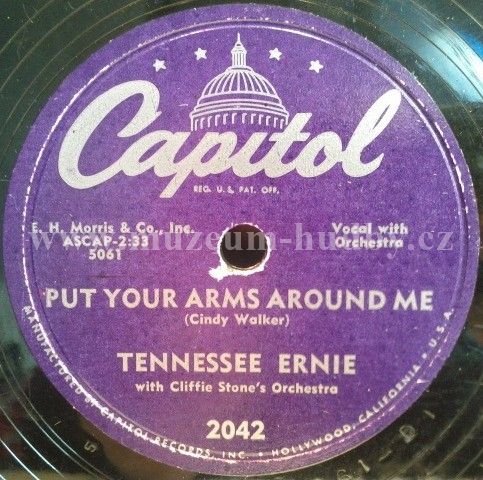 Capitol
REG. U.S. PAT. OFF.
E. H. Morris & Co., Inc.
ASCAP-2:33
5061
Vocal with
Orchestra
www.muzeum-hudby.cz
PUT YOUR ARMS AROUND ME
(Cindy Walker)
TENNESSEE ERNIE
with Cliffie Stone's Orchestra
2042
MANUFACTURED BY CAPITOL RECORDS, INC. • HOLLYWOOD, CALIFORNIA • U.S.A.